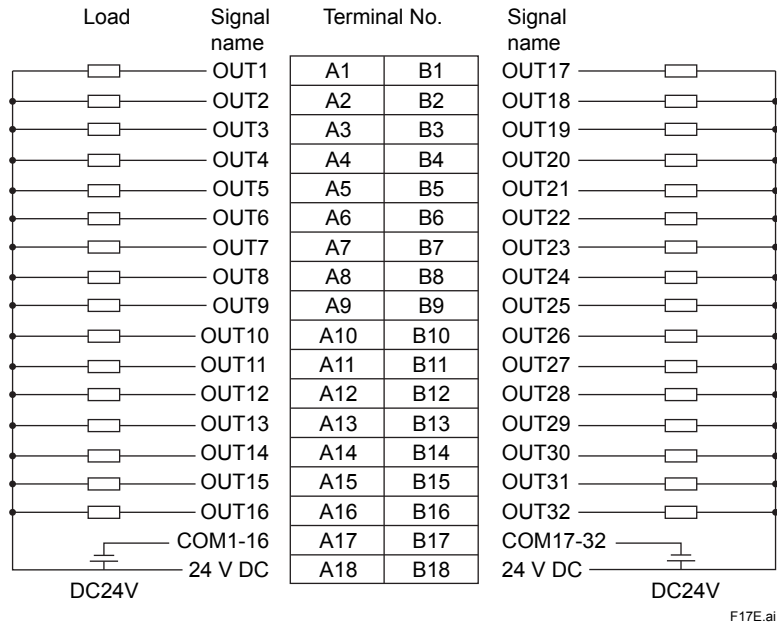 Load Signal name Terminal No. Signal name
OUT1 A1 B1 OUT17
OUT2 A2 B2 OUT18
OUT3 A3 B3 OUT19
OUT4 A4 B4 OUT20
OUT5 A5 B5 OUT21
OUT6 A6 B6 OUT22
OUT7 A7 B7 OUT23
OUT8 A8 B8 OUT24
OUT9 A9 B9 OUT25
OUT10 A10 B10 OUT26
OUT11 A11 B11 OUT27
OUT12 A12 B12 OUT28
OUT13 A13 B13 OUT29
OUT14 A14 B14 OUT30
OUT15 A15 B15 OUT31
OUT16 A16 B16 OUT32
COM1-16 A17 B17 COM17-32
24 V DC A18 B18 24 V DC
DC24V DC24V
F17E.ai